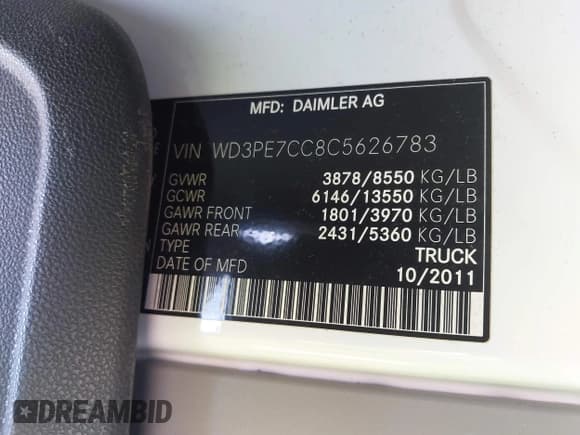 MFD: DAIMLER AG
VIN WD3PE7CC8C5626783
GVWR 3878/8550 KG/LB
GCWR 6146/13550 KG/LB
GAWR FRONT 1801/3970 KG/LB
GAWR REAR 2431/5360 KG/LB
TYPE TRUCK
DATE OF MFD 10/2011
DREAMBID